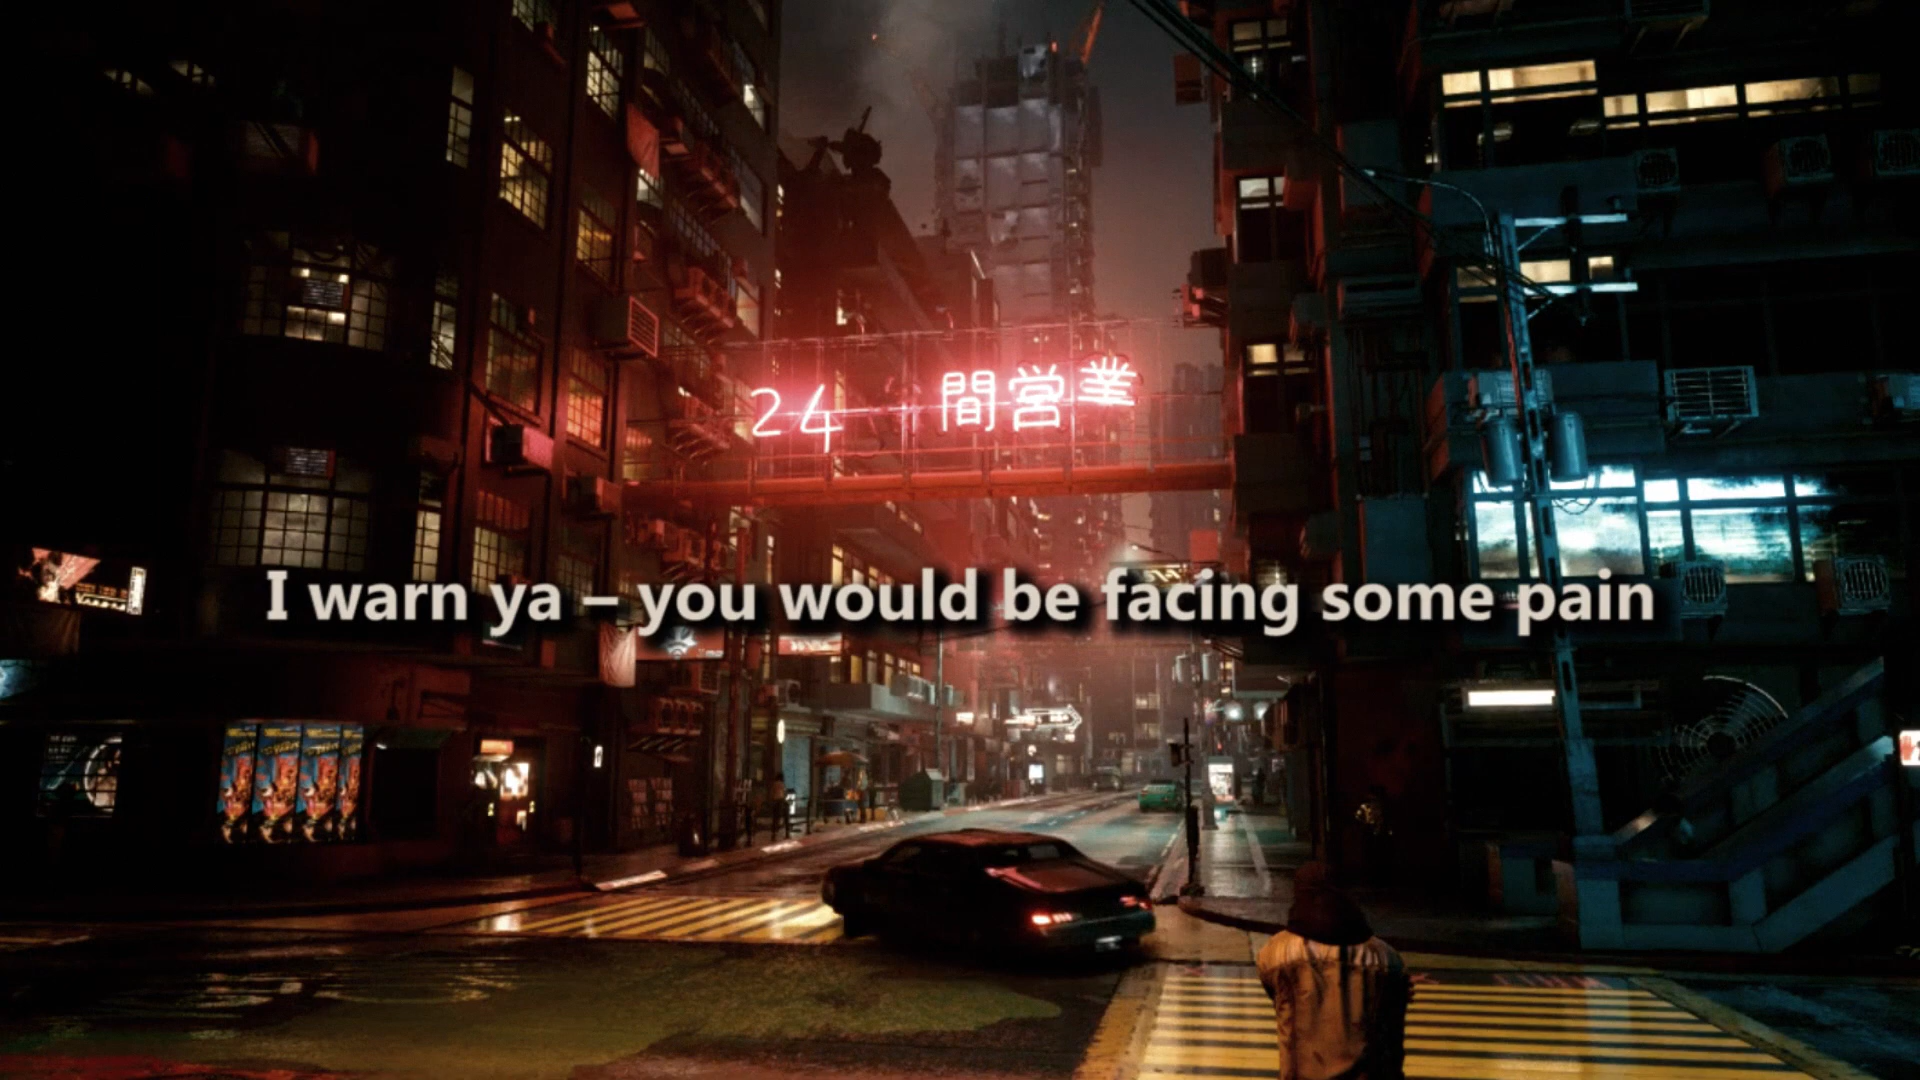 24 間営業
I warn ya – you would be facing some pain